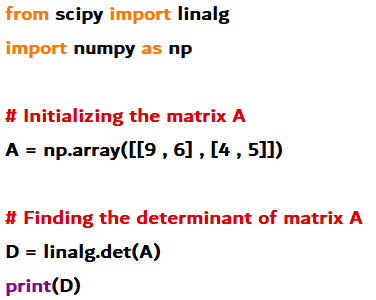 from scipy import linalg
import numpy as np
# Initializing the matrix A
A = np.array([[9 , 6] , [4 , 5]])
# Finding the determinant of matrix A
D = linalg.det(A)
print(D)